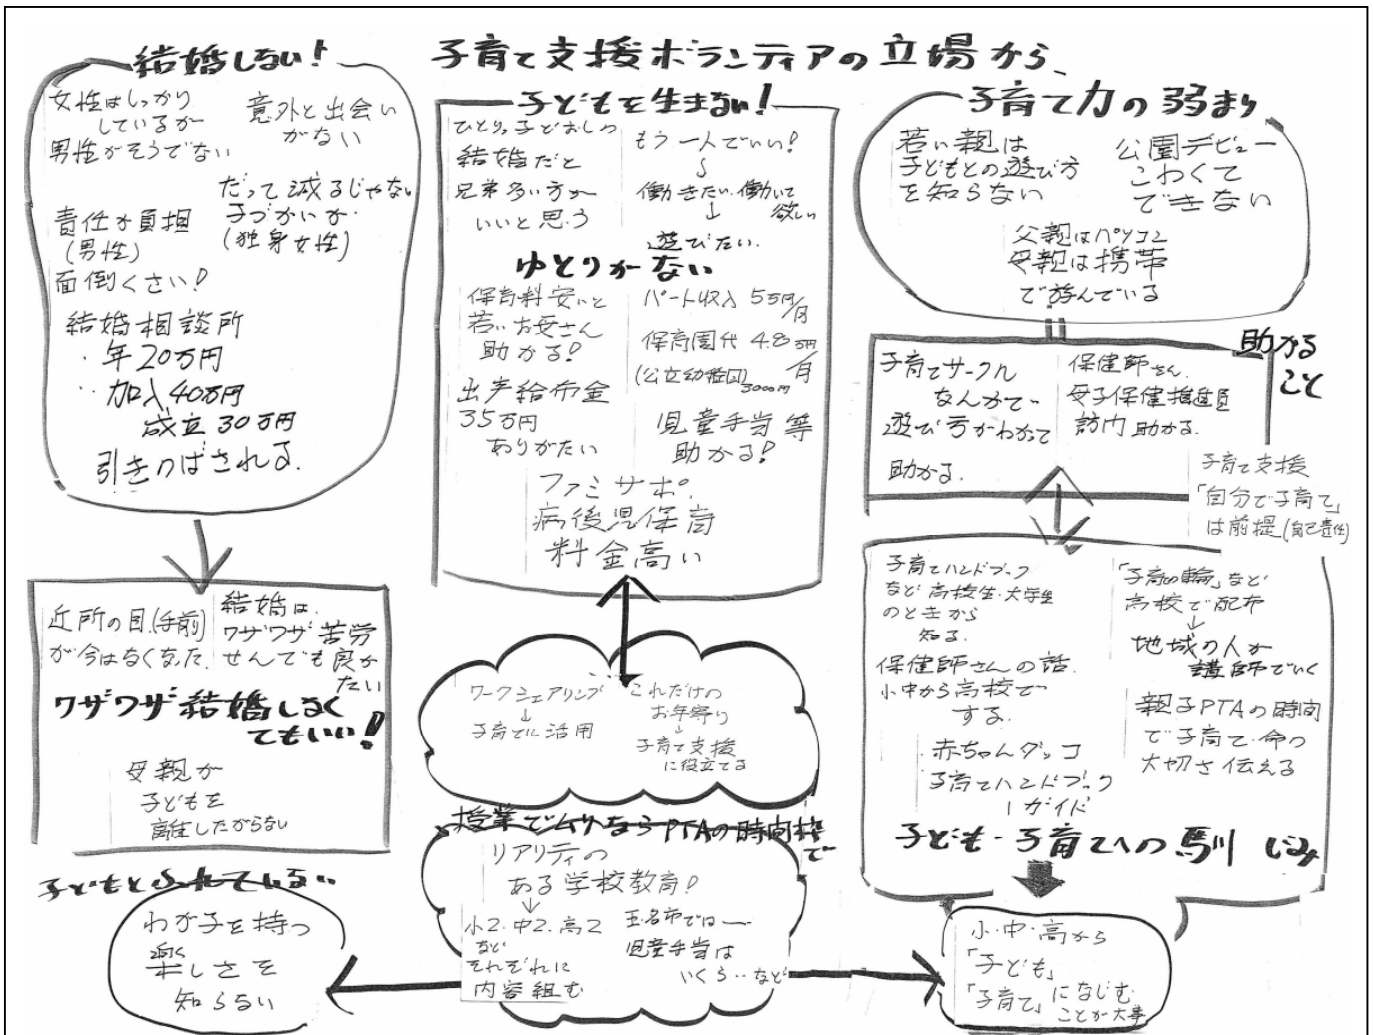 子育て支援ボランティアの立場から、
結婚しない!
女性はしっかり
しているが
男性がそうでない
意外と出会い
がない
だって減るじゃない
子づかいが
(独身女性)
責任が負担
(男性)
面倒くさい!
結婚相談所
・年20万円
・加入40万円
成立30万円
引きのばされる
近所の目(手前)
が今はなくなった
結婚は、
ワザワザ苦労
せんでも良か
たい
ワザワザ結婚しなく
てもいい!
母親が
子どもを
離したがらない
子どもとふれていない
わが子を持つ
楽しさを
知らない
子どもを生まない!
ひとりっ子どおしの
結婚だと
兄弟多い方が
いいと思う
もう一人でいい!
働きたい・働いて
欲しい
遊びたい
ゆとりがない
保育料安いと
若いお母さん
助かる!
出産給布金
35万円
ありがたい
パート収入 5万円/月
保育園代 4.8万円/月
(公立幼稚園)3000円
児童手当等
助かる!
ファミサポ
病後児保育
料金高い
ワークシェアリング
子育てに活用
これだけの
お年寄り
子育て支援
に役立てる
授業でムリならPTAの時間枠
で
リアリティの
ある学校教育!
小2・中2・高2
など
それぞれに
内容組む
玉名市では
児童手当は
いくら‥など
子育て力の弱まり
若い親は
子どもとの遊び方
を知らない
公園デビュー
こわくて
できない
父親はパソコン
母親は携帯
で遊んでいる
助かる
こと
子育てサークル
なんかで
遊び方がわかって
助かる
保健師さん
母子保健推進員
訪門助かる
子育て支援
「自分で子育て」
は前提(自己責任)
子育てハンドブック
など高校生・大学生
のときから
知る
保健師さんの話
小中から高校で
する
赤ちゃんダッコ
子育てハンドブック
ガイド
「子育の輪」など
高校で配布
地域の人が
講師でいく
親子PTAの時間
で子育て・命の
大切さ伝える
子ども・子育てへの馴じみ
小・中・高から
「子ども」
「子育て」になじむ
ことが大事